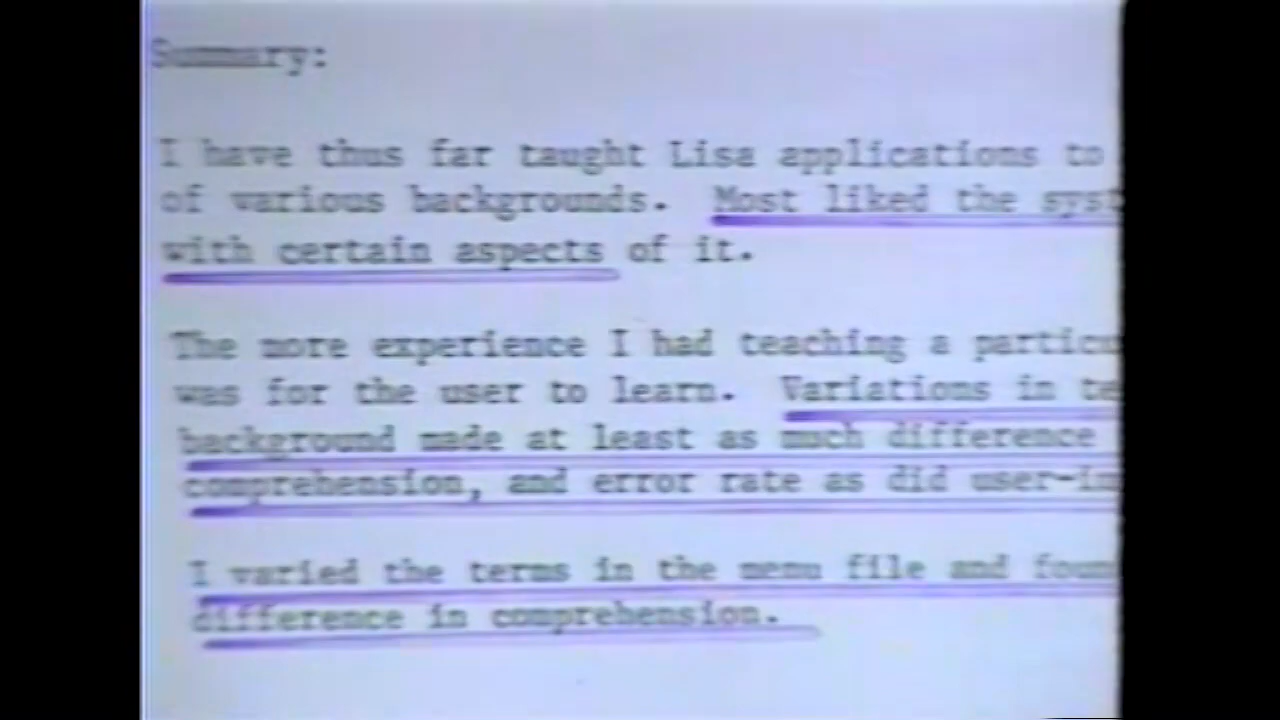 Summary:
I have thus far taught Lisa applications to
of various backgrounds. Most liked the syst
with certain aspects of it.
The more experience I had teaching a particu
was for the user to learn. Variations in te
background made at least as much difference
comprehension, and error rate as did user-in
I varied the terms in the menu file and foun
difference in comprehension.